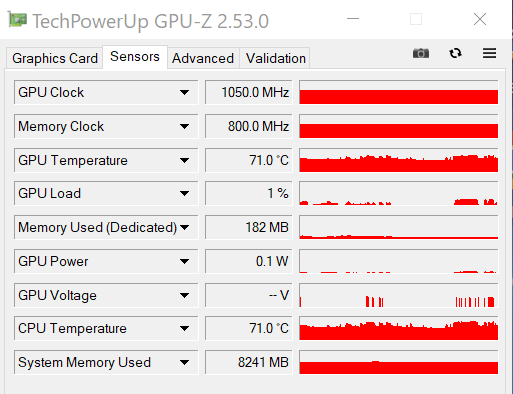 TechPowerUp GPU-Z 2.53.0
Graphics Card Sensors Advanced Validation
GPU Clock 1050.0 MHz
Memory Clock 800.0 MHz
GPU Temperature 71.0 °C
GPU Load 1 %
Memory Used (Dedicated) 182 MB
GPU Power 0.1 W
GPU Voltage -- V
CPU Temperature 71.0 °C
System Memory Used 8241 MB